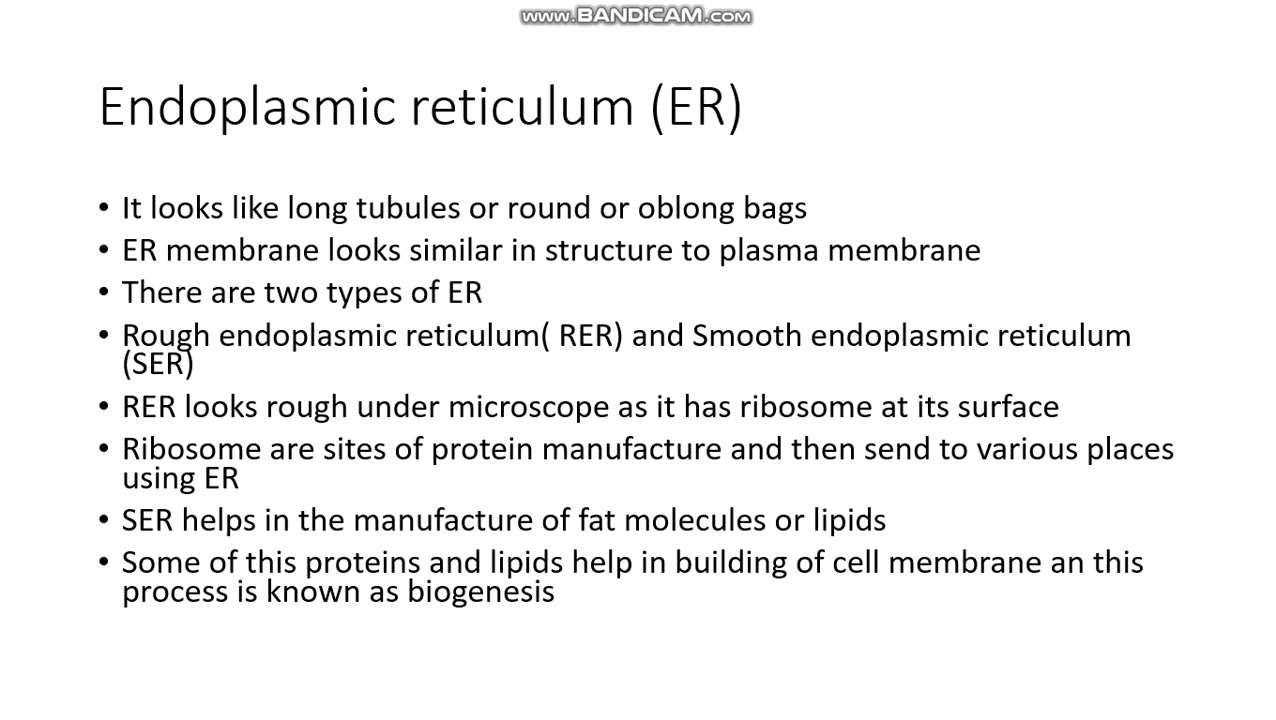 www.BANDICAM.com
Endoplasmic reticulum (ER)
• It looks like long tubules or round or oblong bags
• ER membrane looks similar in structure to plasma membrane
• There are two types of ER
• Rough endoplasmic reticulum( RER) and Smooth endoplasmic reticulum
(SER)
• RER looks rough under microscope as it has ribosome at its surface
• Ribosome are sites of protein manufacture and then send to various places
using ER
• SER helps in the manufacture of fat molecules or lipids
• Some of this proteins and lipids help in building of cell membrane an this
process is known as biogenesis